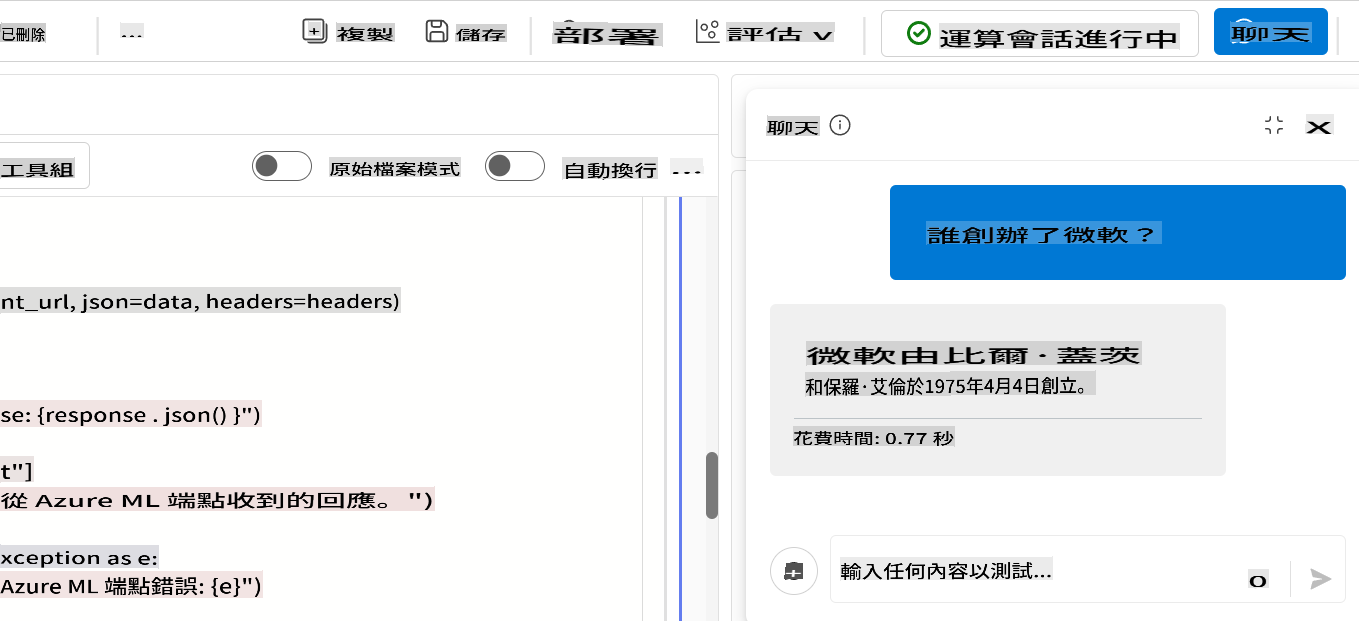 已刪除
...
複製
儲存
部署
評估
運算會話進行中
聊天
工具組
原始檔案模式
自動換行
...
nt_url, json=data, headers=headers)
se: {response . json() }")
t"]
從 Azure ML 端點收到的回應。 ")
xception as e:
Azure ML 端點錯誤: {e}")
聊天
誰創辦了微軟？
微軟由比爾·蓋茨
和保羅·艾倫於1975年4月4日創立。
花費時間: 0.77 秒
輸入任何內容以測試...